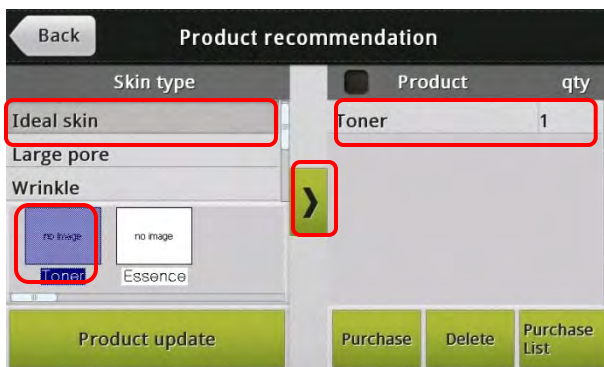 Back
Product recommendation
Skin type
Product qty
Ideal skin
Toner 1
Large pore
Wrinkle
❯
no image
no image
Toner
Essence
Product update
Purchase
Delete
Purchase
List